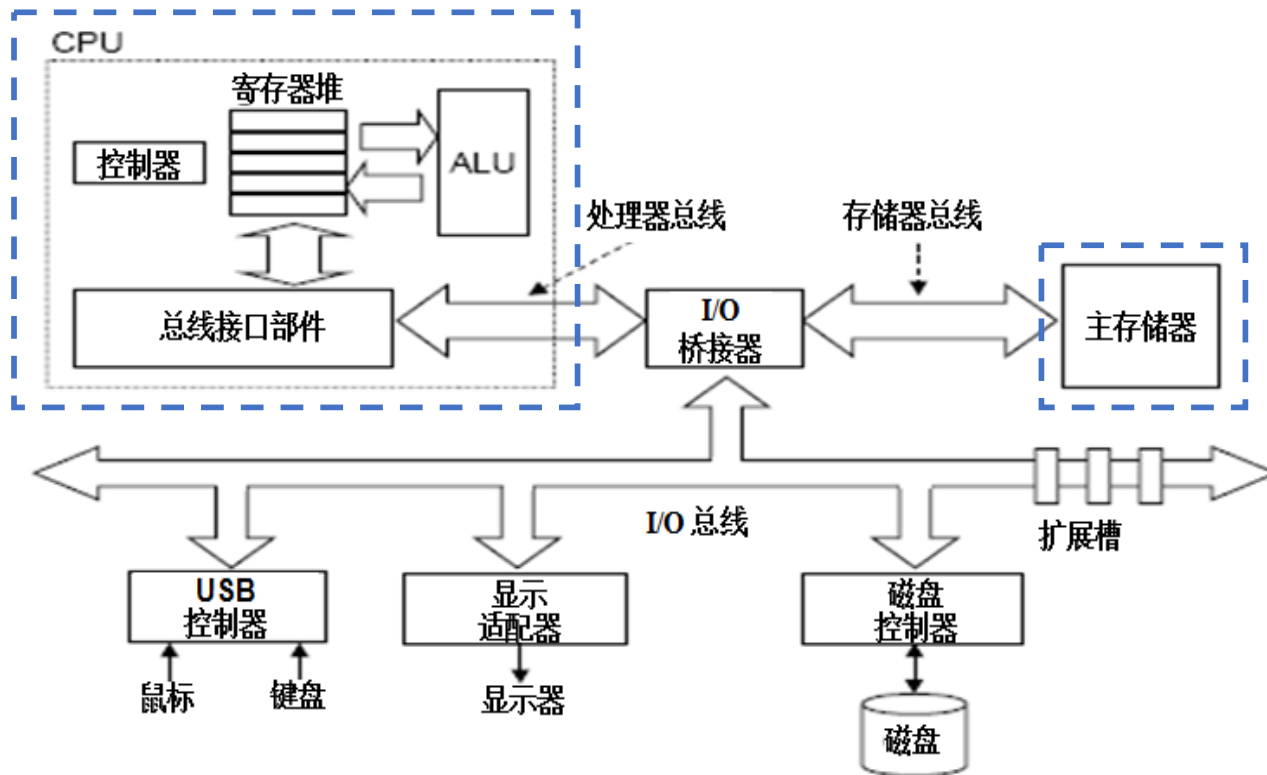 CPU
寄存器堆
控制器
ALU
处理器总线
存储器总线
总线接口部件
I/O
桥接器
主存储器
I/O 总线
扩展槽
USB
控制器
显示
适配器
磁盘
控制器
鼠标
键盘
显示器
磁盘